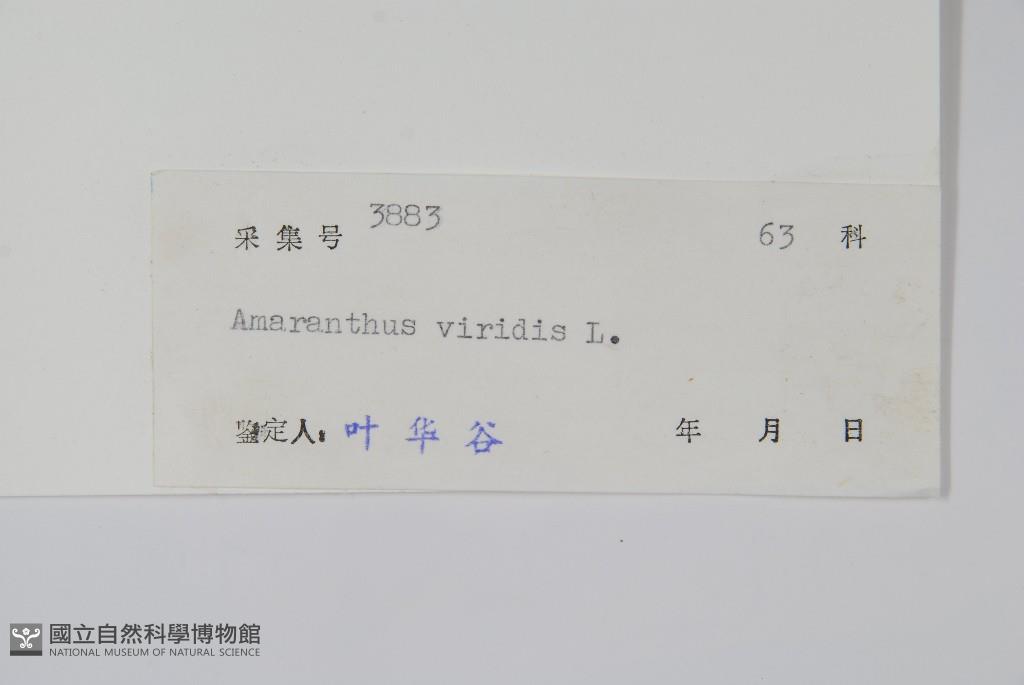 采集号 3883 63 科
Amaranthus viridis L.
鉴定人: 叶华谷 年 月 日
國立自然科學博物館
NATIONAL MUSEUM OF NATURAL SCIENCE